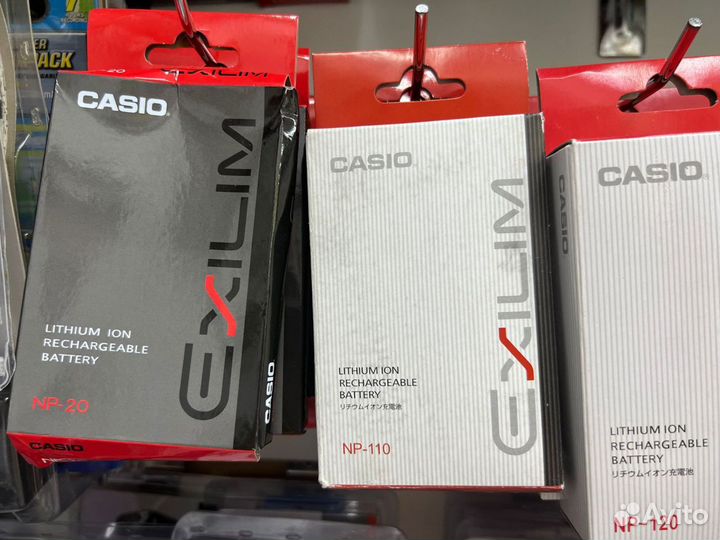 EXILIM
CASIO
EXILIM
LITHIUM ION
RECHARGEABLE
BATTERY
NP-20
CASIO
CASIO
CASIO
EXILIM
LITHIUM ION
RECHARGEABLE
BATTERY
リチウムイオン充電池
NP-110
CASIO
CASIO
LITHIUM ION
RECHARGEABLE
BATTERY
リチウムイオン充電池
NP-120
Avito